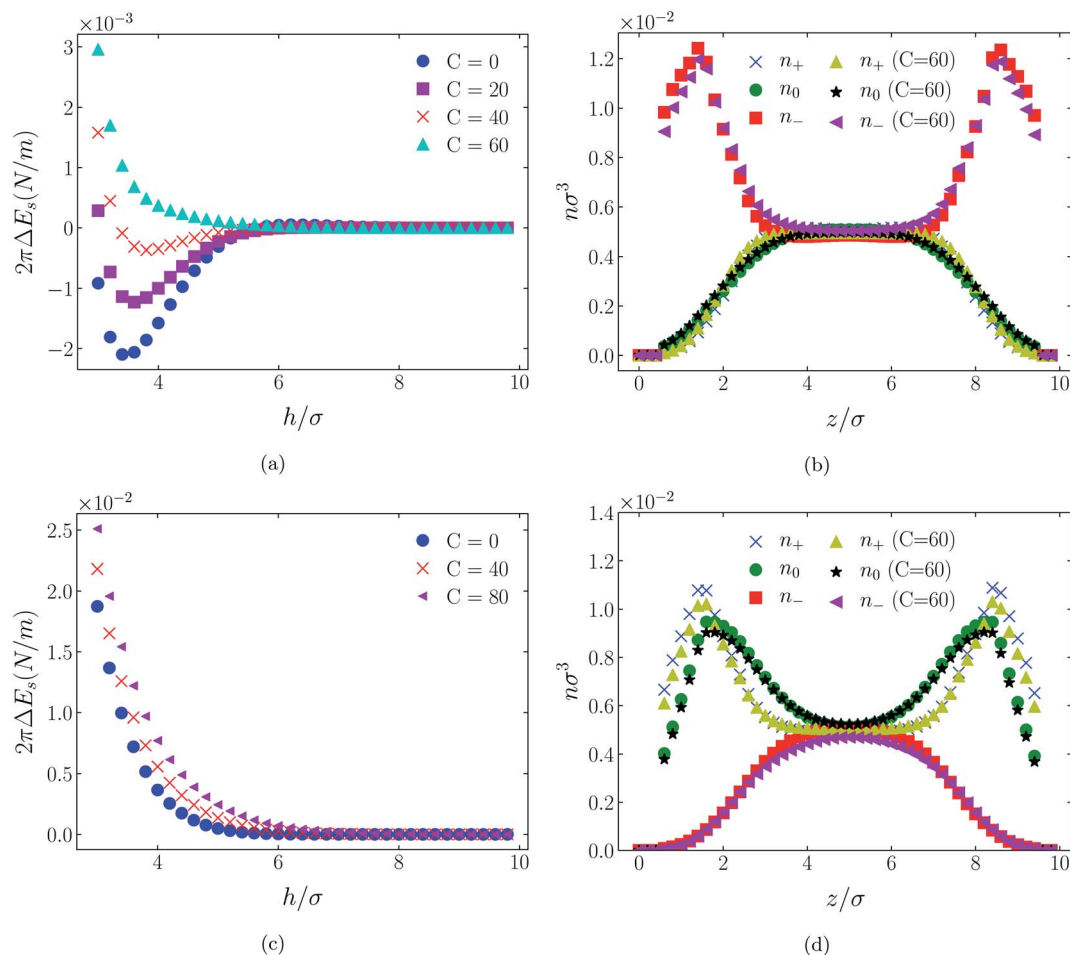 ×10⁻³
3
2
1
0
−1
−2
2πΔE_s(N/m)
C = 0
C = 20
C = 40
C = 60
4 6 8 10
h/σ
(a)
×10⁻²
1.2
1.0
0.8
0.6
0.4
0.2
0.0
nσ³
n₊ n₊ (C=60)
n₀ n₀ (C=60)
n₋ n₋ (C=60)
0 2 4 6 8 10
z/σ
(b)
×10⁻²
2.5
2.0
1.5
1.0
0.5
0.0
2πΔE_s(N/m)
C = 0
C = 40
C = 80
4 6 8 10
h/σ
(c)
×10⁻²
1.4
1.2
1.0
0.8
0.6
0.4
0.2
0.0
nσ³
n₊ n₊ (C=60)
n₀ n₀ (C=60)
n₋ n₋ (C=60)
0 2 4 6 8 10
z/σ
(d)